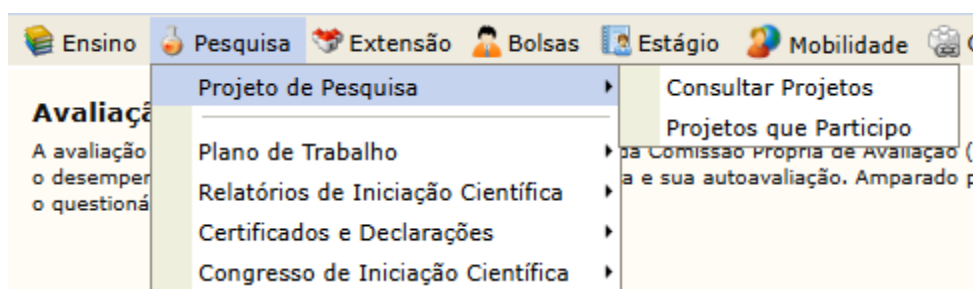 Ensino Pesquisa Extensão Bolsas Estágio Mobilidade
Projeto de Pesquisa
Consultar Projetos
Projetos que Participo
Plano de Trabalho
Relatórios de Iniciação Científica
Certificados e Declarações
Congresso de Iniciação Científica
Avaliaçã
A avaliação da Comissão Própria de Avaliação (
o desemper a e sua autoavaliação. Amparado p
o questioná